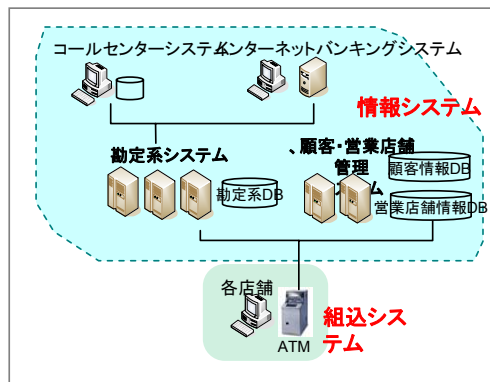 コールセンターシステム
インターネットバンキングシステム
情報システム
勘定系システム
、顧客・営業店舗
管理
顧客情報DB
勘定系DB
営業店舗情報DB
各店舗
ATM
組込シス
テム